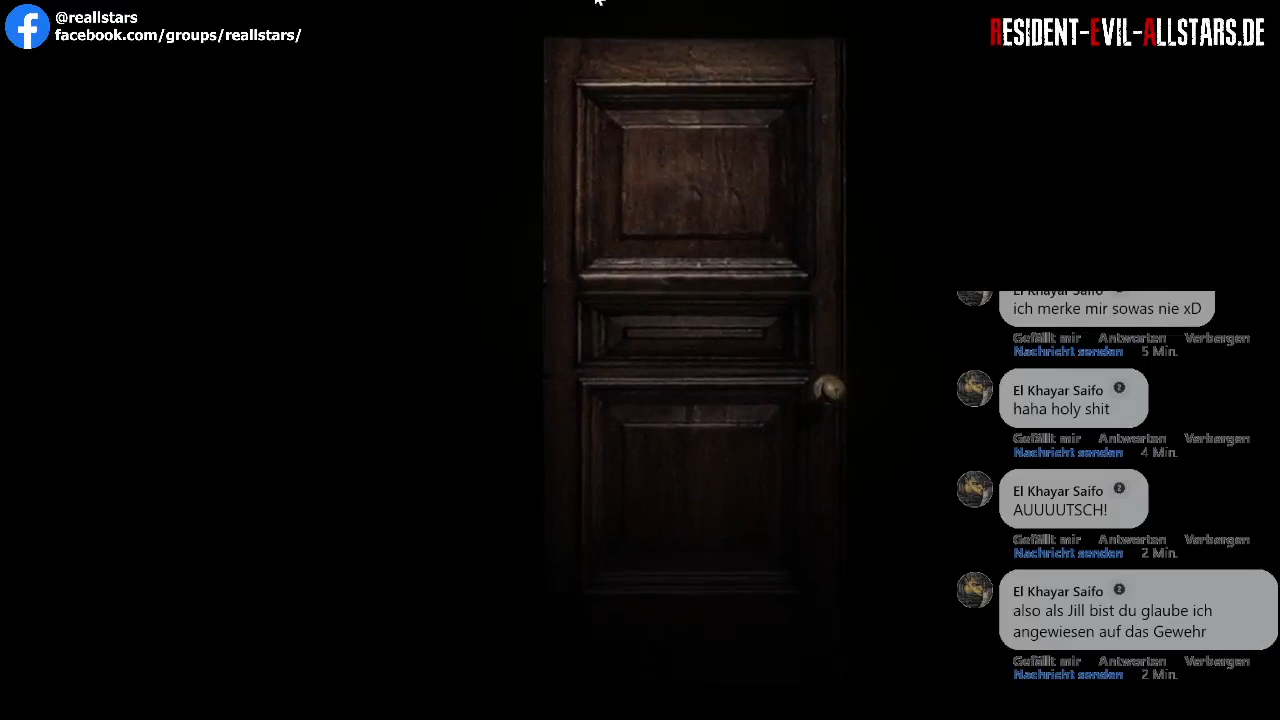 @reallstars
facebook.com/groups/reallstars/
RESIDENT-EVIL-ALLSTARS.DE
El Khayar Saifo
ich merke mir sowas nie xD
Gefällt mir Antworten Verbergen
Nachricht senden 5 Min.
El Khayar Saifo
haha holy shit
Gefällt mir Antworten Verbergen
Nachricht senden 4 Min.
El Khayar Saifo
AUUUUTSCH!
Gefällt mir Antworten Verbergen
Nachricht senden 2 Min.
El Khayar Saifo
also als Jill bist du glaube ich
angewiesen auf das Gewehr
Gefällt mir Antworten Verbergen
Nachricht senden 2 Min.